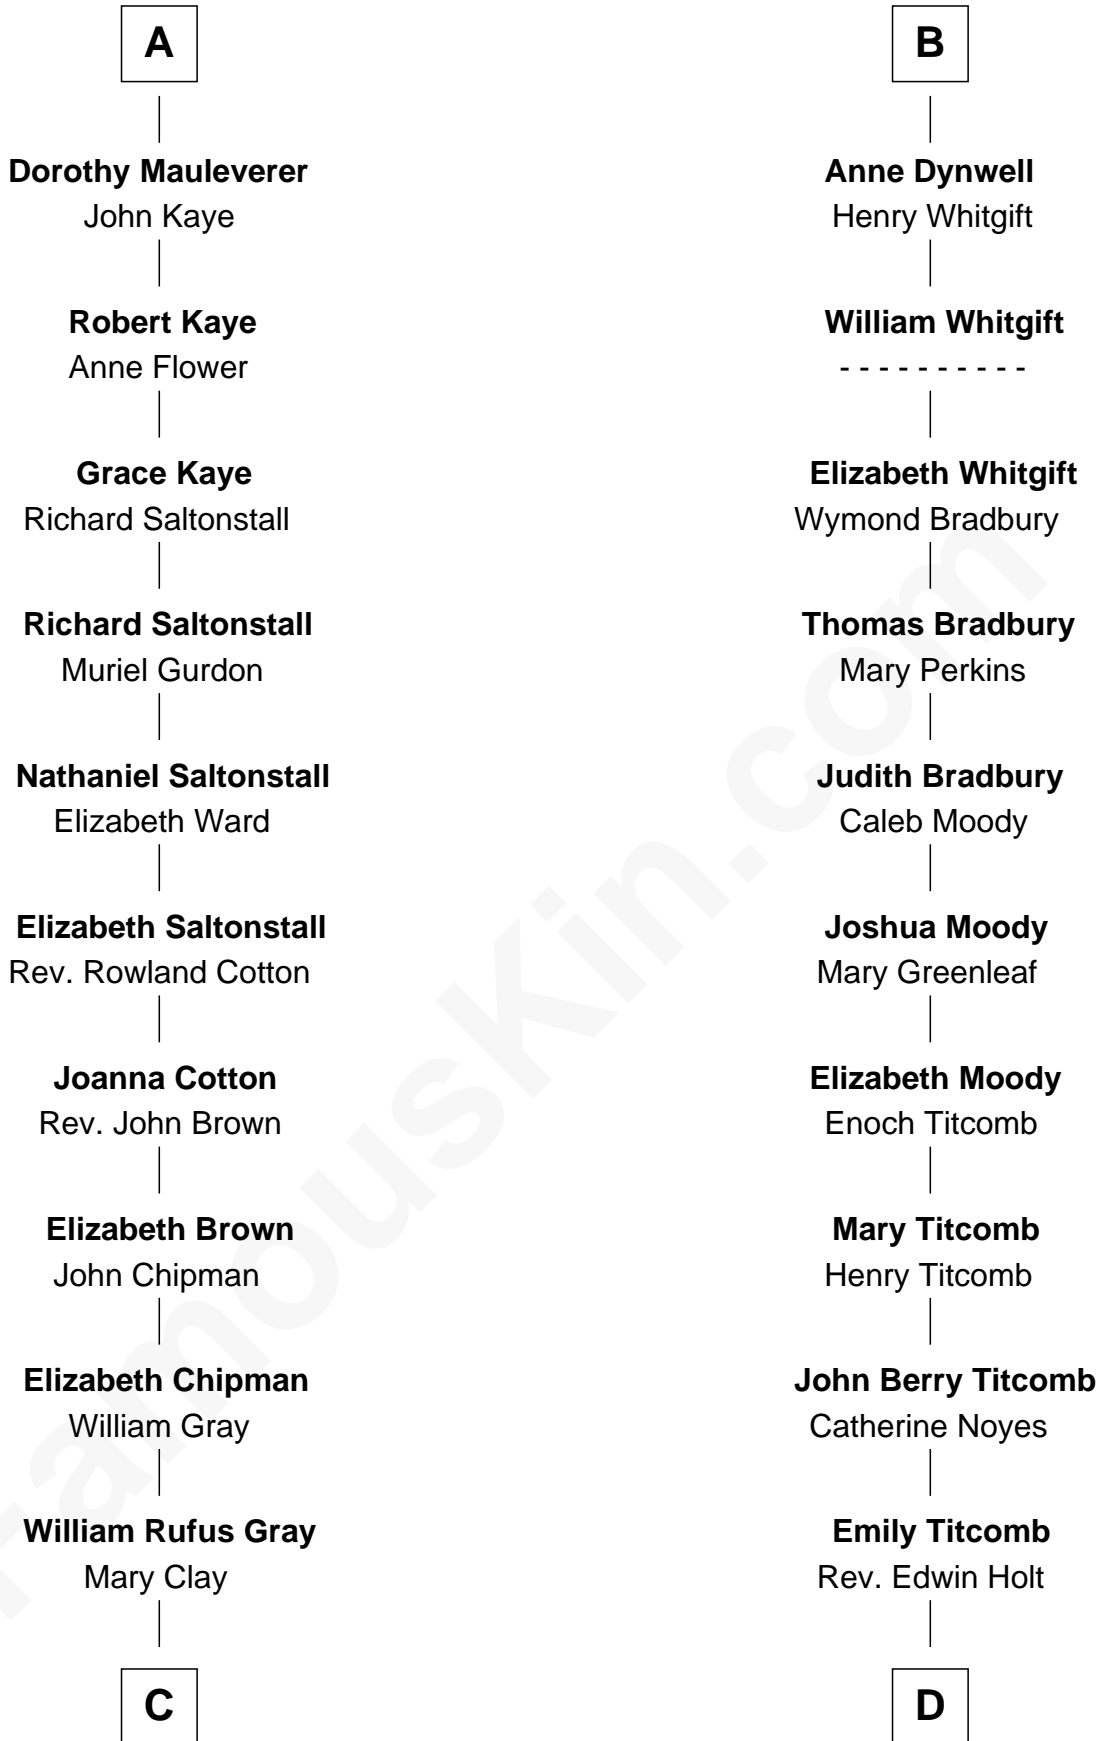 A
Dorothy Mauleverer
John Kaye
Robert Kaye
Anne Flower
Grace Kaye
Richard Saltonstall
Richard Saltonstall
Muriel Gurdon
Nathaniel Saltonstall
Elizabeth Ward
Elizabeth Saltonstall
Rev. Rowland Cotton
Joanna Cotton
Rev. John Brown
Elizabeth Brown
John Chipman
Elizabeth Chipman
William Gray
William Rufus Gray
Mary Clay
C
B
Anne Dynwell
Henry Whitgift
William Whitgift
- - - - - - - - - -
Elizabeth Whitgift
Wymond Bradbury
Thomas Bradbury
Mary Perkins
Judith Bradbury
Caleb Moody
Joshua Moody
Mary Greenleaf
Elizabeth Moody
Enoch Titcomb
Mary Titcomb
Henry Titcomb
John Berry Titcomb
Catherine Noyes
Emily Titcomb
Rev. Edwin Holt
D
FamousKin.com